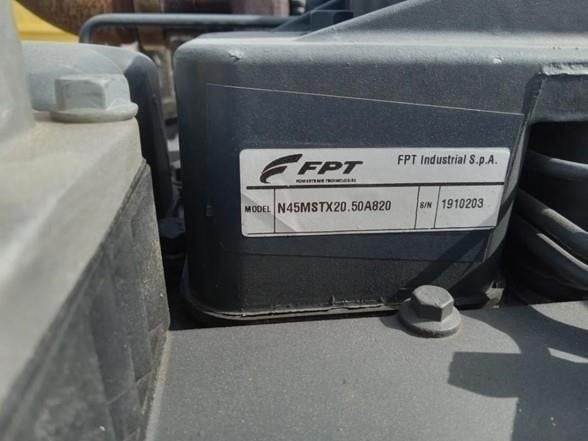 FPT FPT Industrial S.p.A.
POWERTRAIN TECHNOLOGIES
MODEL N45MSTX20.50A820 S/N 1910203